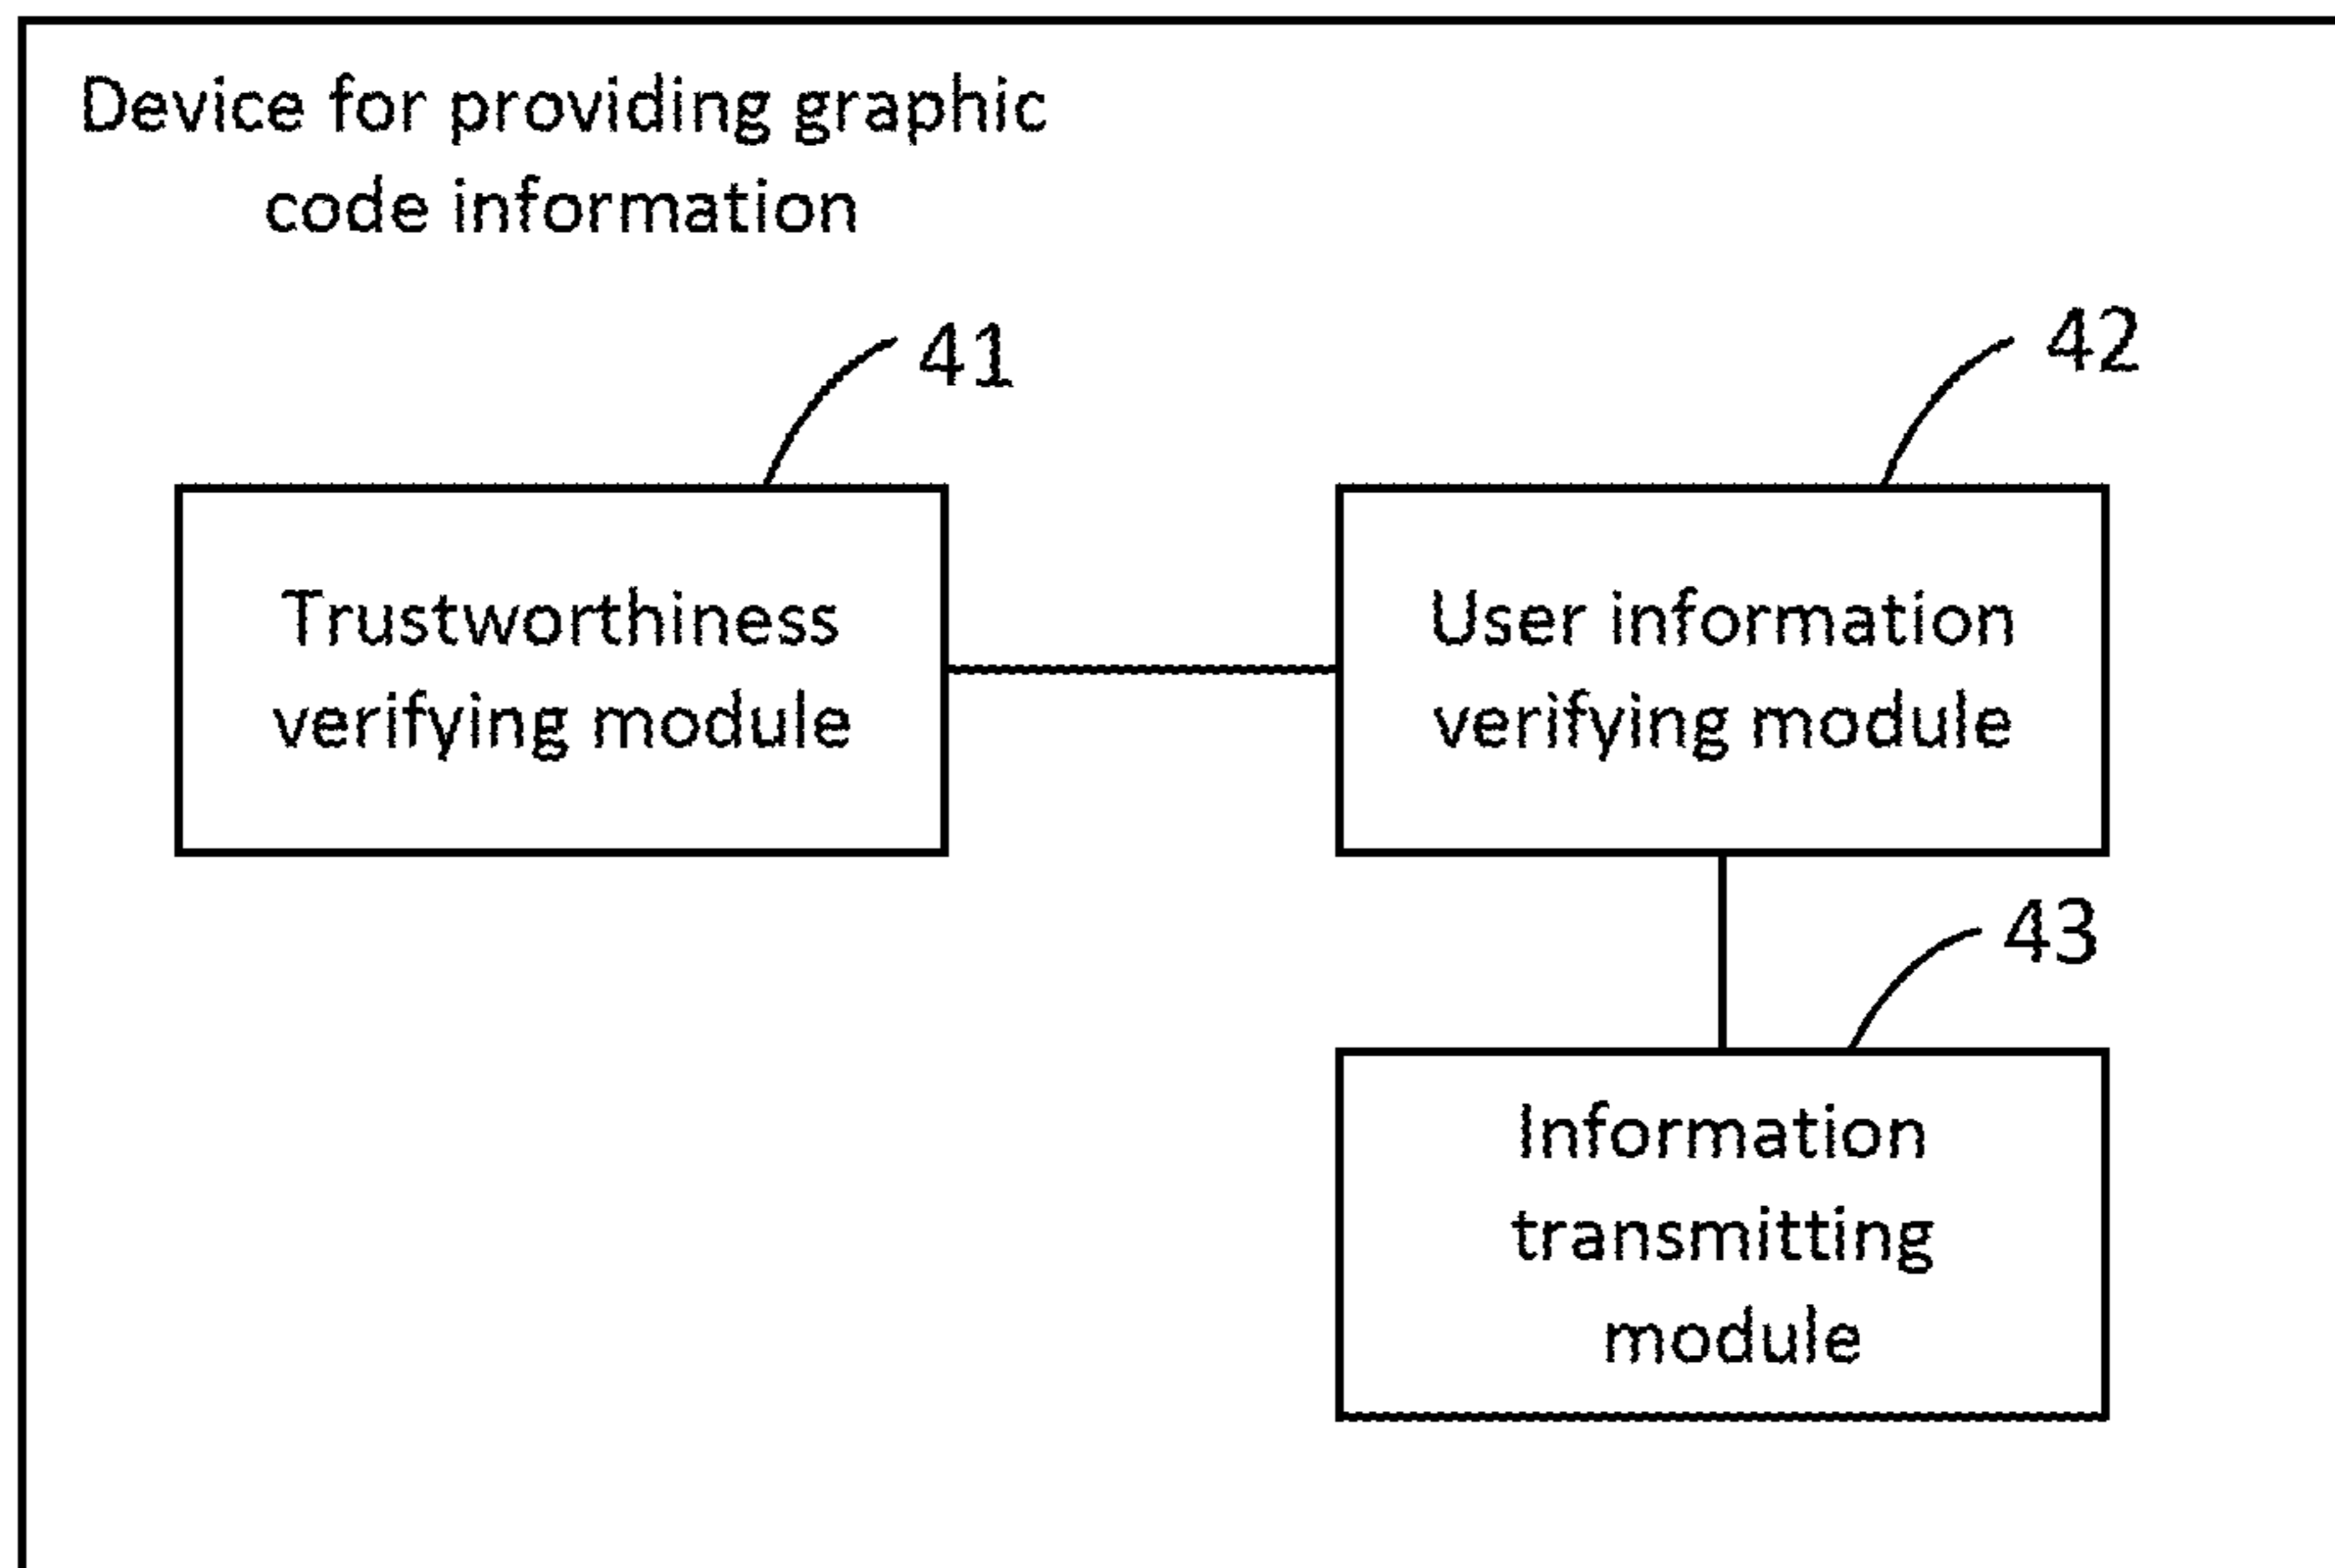 Device for providing graphic
code information
41
42
Trustworthiness
verifying module
User information
verifying module
43
Information
transmitting
module